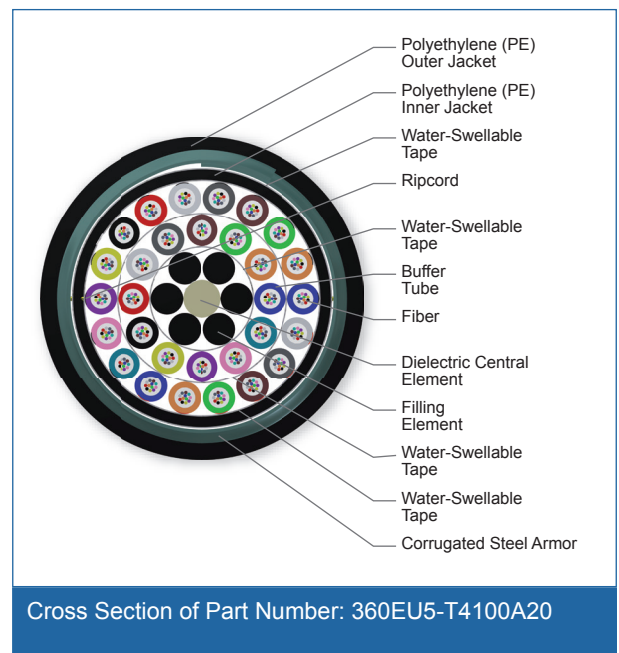 Polyethylene (PE)
Outer Jacket
Polyethylene (PE)
Inner Jacket
Water-Swellable
Tape
Ripcord
Water-Swellable
Tape
Buffer
Tube
Fiber
Dielectric Central
Element
Filling
Element
Water-Swellable
Tape
Water-Swellable
Tape
Corrugated Steel Armor
Cross Section of Part Number: 360EU5-T4100A20